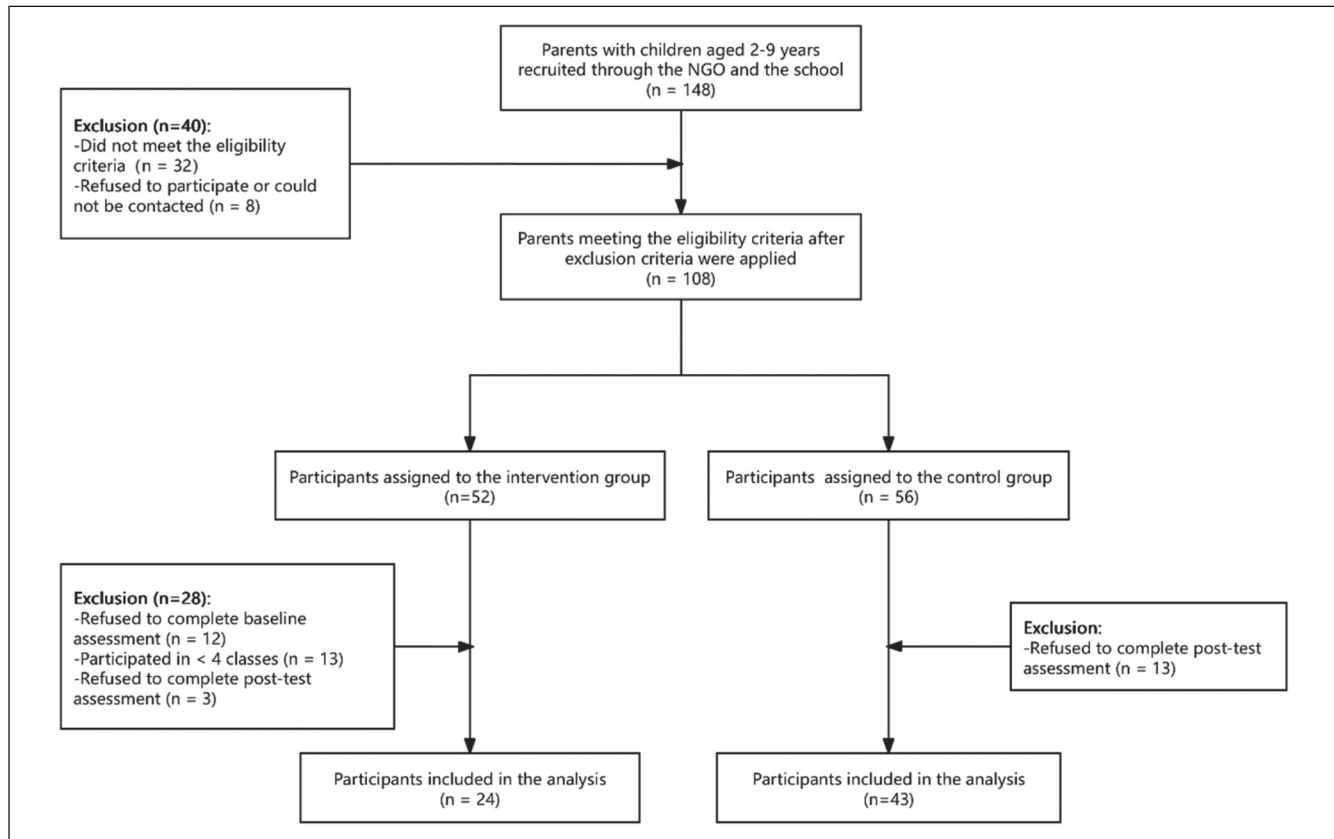 Parents with children aged 2-9 years
recruited through the NGO and the school
(n = 148)
Exclusion (n=40):
-Did not meet the eligibility
criteria (n = 32)
-Refused to participate or could
not be contacted (n = 8)
Parents meeting the eligibility criteria after
exclusion criteria were applied
(n = 108)
Participants assigned to the intervention group
(n=52)
Participants assigned to the control group
(n = 56)
Exclusion (n=28):
-Refused to complete baseline
assessment (n = 12)
-Participated in < 4 classes (n = 13)
-Refused to complete post-test
assessment (n = 3)
Exclusion:
-Refused to complete post-test
assessment (n = 13)
Participants included in the analysis
(n = 24)
Participants included in the analysis
(n=43)